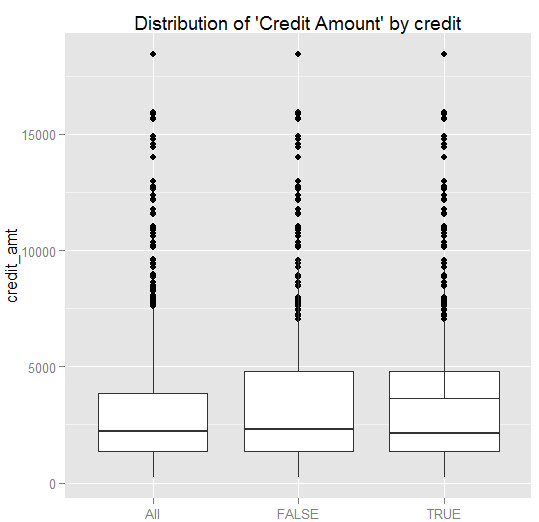 Distribution of 'Credit Amount' by credit
15000
10000
5000
0
credit_amt
All
FALSE
TRUE